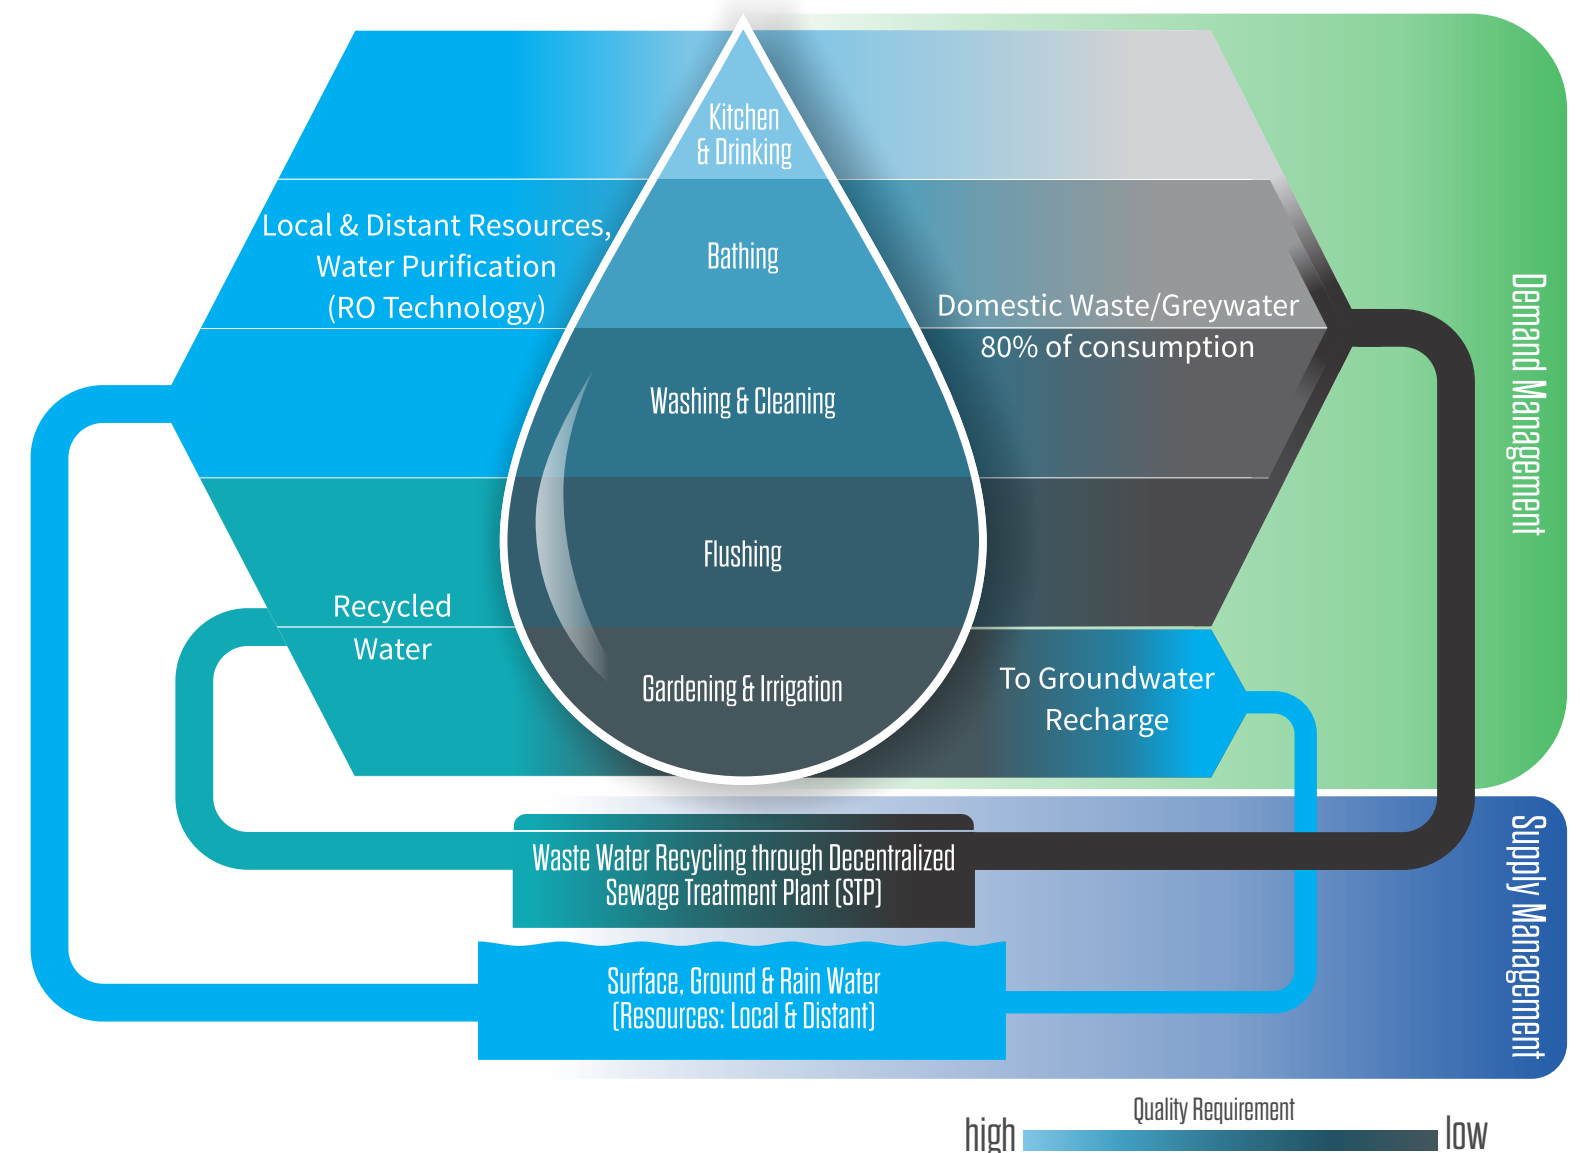 Kitchen
& Drinking
Bathing
Washing & Cleaning
Flushing
Gardening & Irrigation
Local & Distant Resources,
Water Purification
(RO Technology)
Recycled
Water
Domestic Waste/Greywater
80% of consumption
To Groundwater
Recharge
Demand Management
Waste Water Recycling through Decentralized
Sewage Treatment Plant (STP)
Surface, Ground & Rain Water
(Resources: Local & Distant)
Supply Management
Quality Requirement
high
low